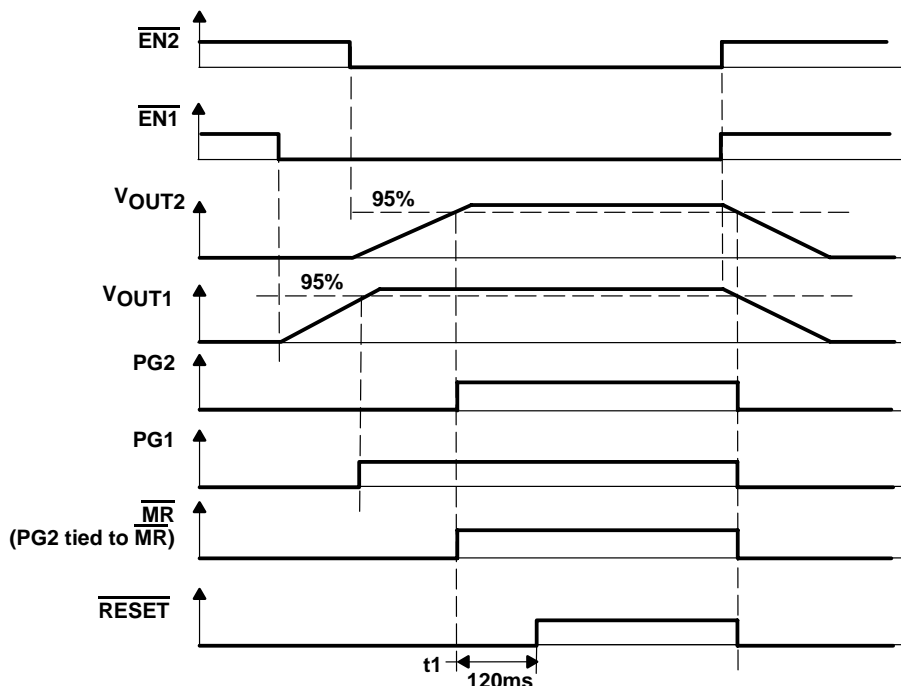 EN2
EN1
VOUT2
95%
VOUT1
95%
PG2
PG1
MR
(PG2 tied to MR)
RESET
t1
120ms